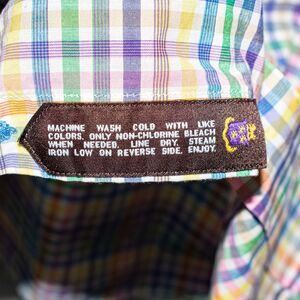 MACHINE WASH COLD WITH LIKE
COLORS. ONLY NON-CHLORINE BLEACH
WHEN NEEDED. LINE DRY. STEAM
IRON LOW ON REVERSE SIDE. ENJOY.